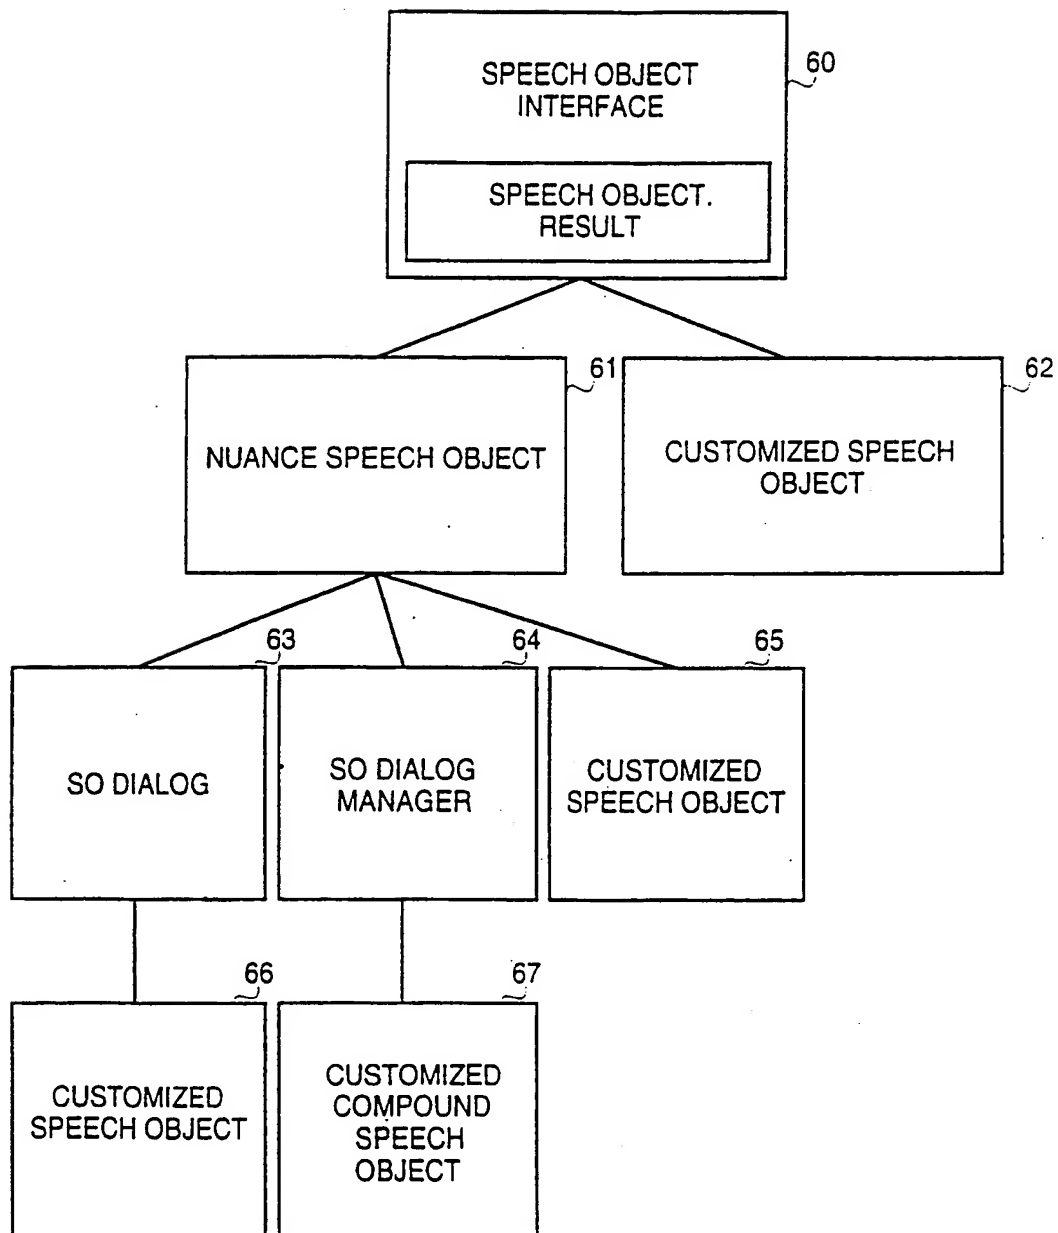 60
SPEECH OBJECT
INTERFACE
SPEECH OBJECT.
RESULT
61
62
NUANCE SPEECH OBJECT
CUSTOMIZED SPEECH
OBJECT
63
64
65
SO DIALOG
SO DIALOG
MANAGER
CUSTOMIZED
SPEECH OBJECT
66
67
CUSTOMIZED
SPEECH OBJECT
CUSTOMIZED
COMPOUND
SPEECH
OBJECT